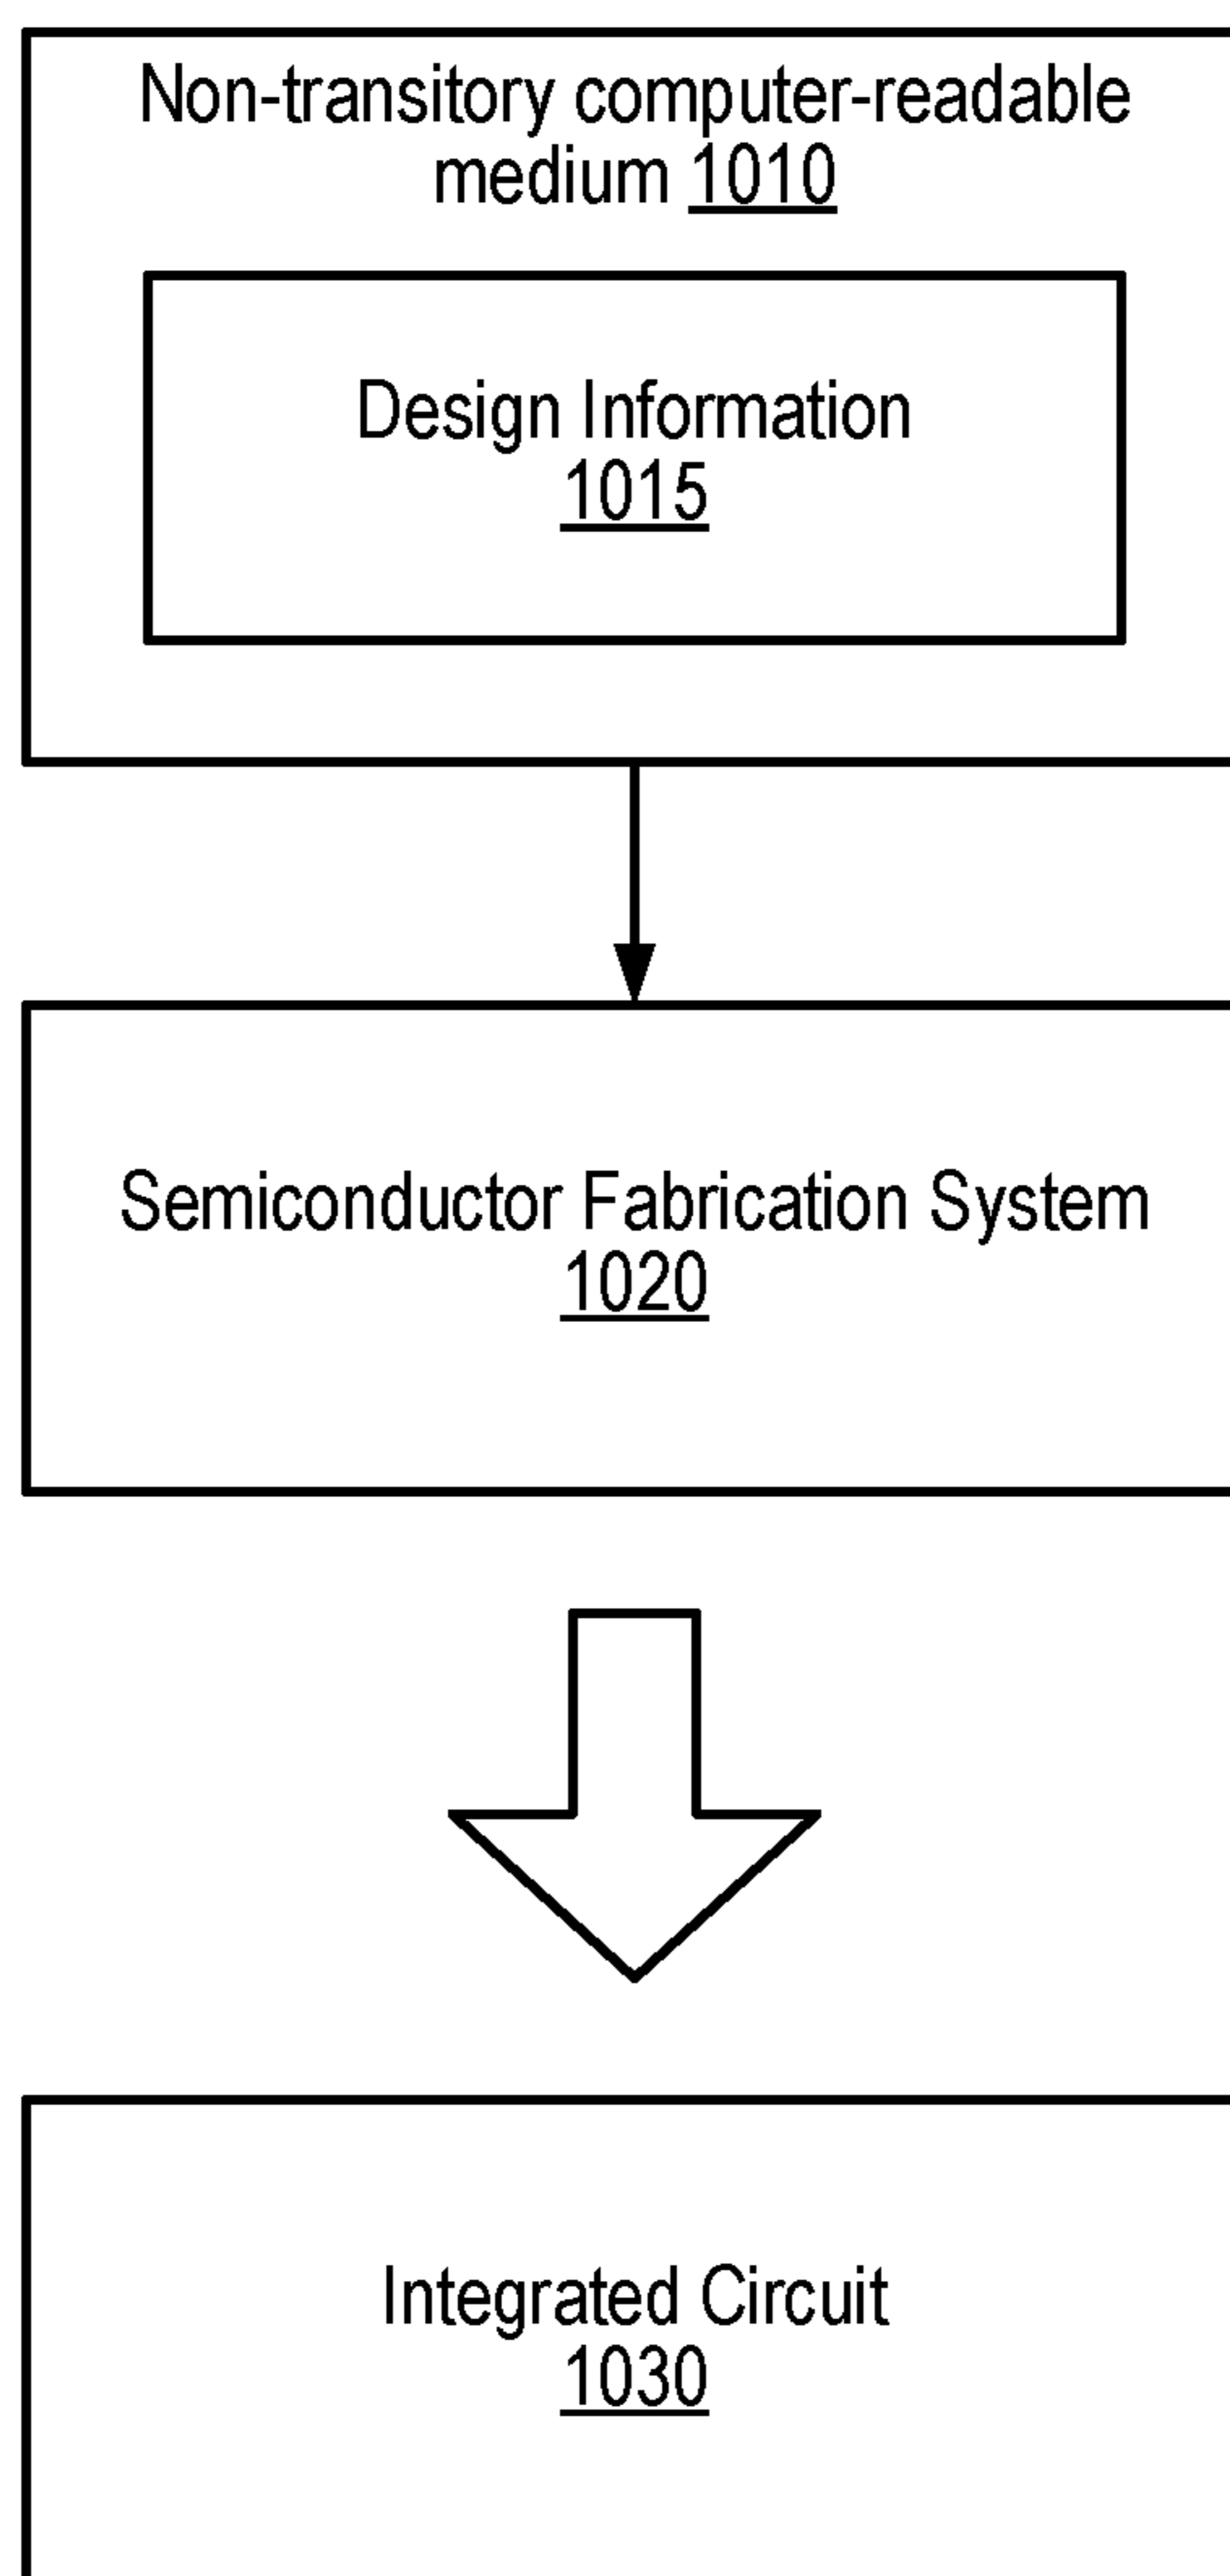 Non-transitory computer-readable
medium 1010
Design Information
1015
Semiconductor Fabrication System
1020
Integrated Circuit
1030